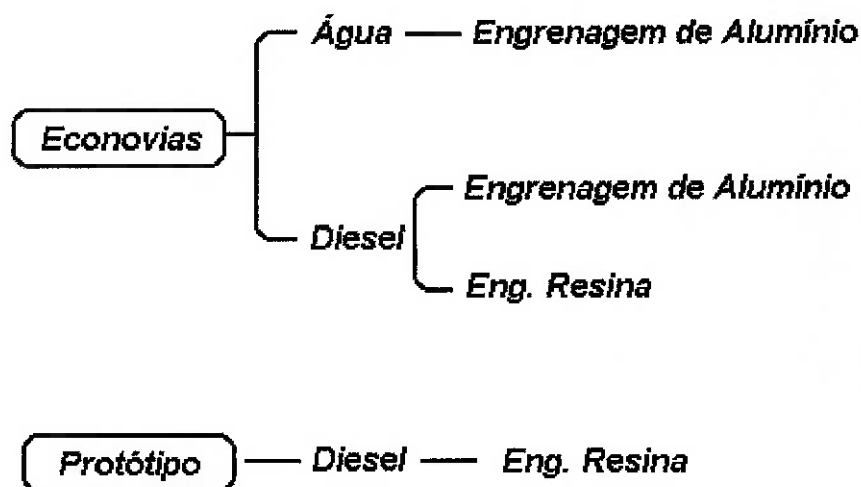 Água — Engrenagem de Alumínio
Econovias
Engrenagem de Alumínio
Diesel
Eng. Resina
Protótipo — Diesel — Eng. Resina